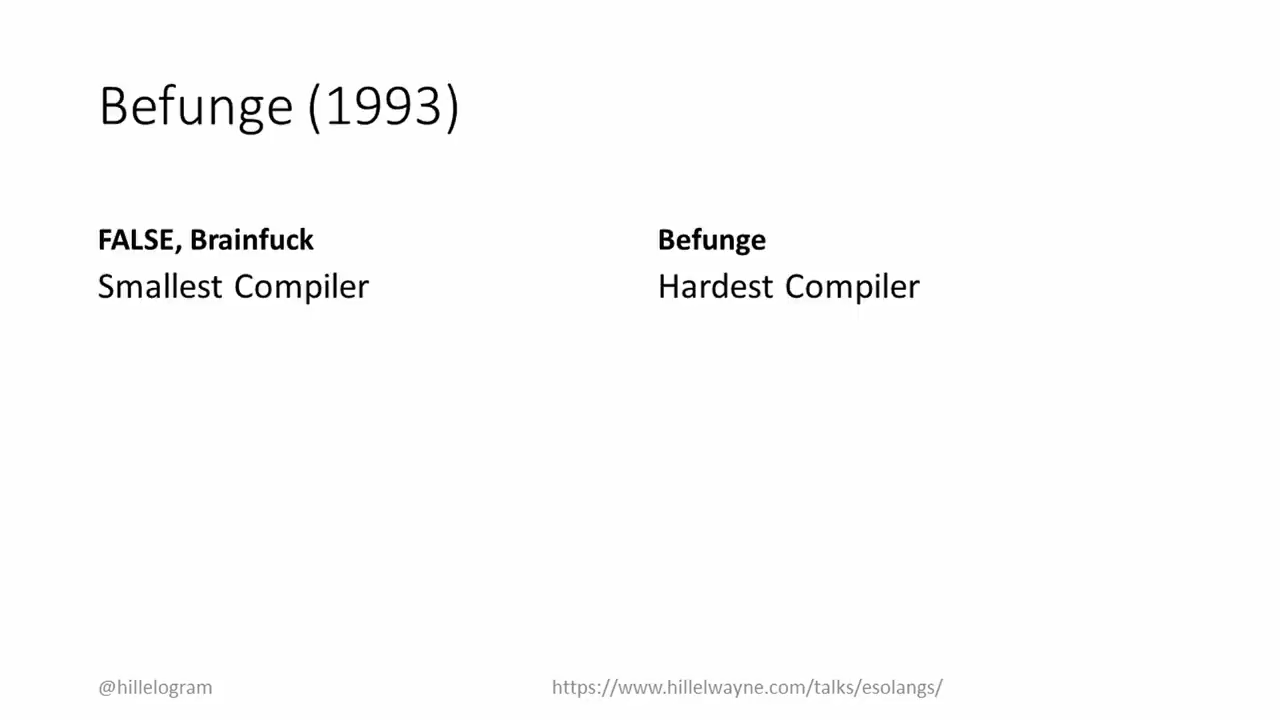 Befunge (1993)
FALSE, Brainfuck
Smallest Compiler
Befunge
Hardest Compiler
@hillelogram
https://www.hillelwayne.com/talks/esolangs/